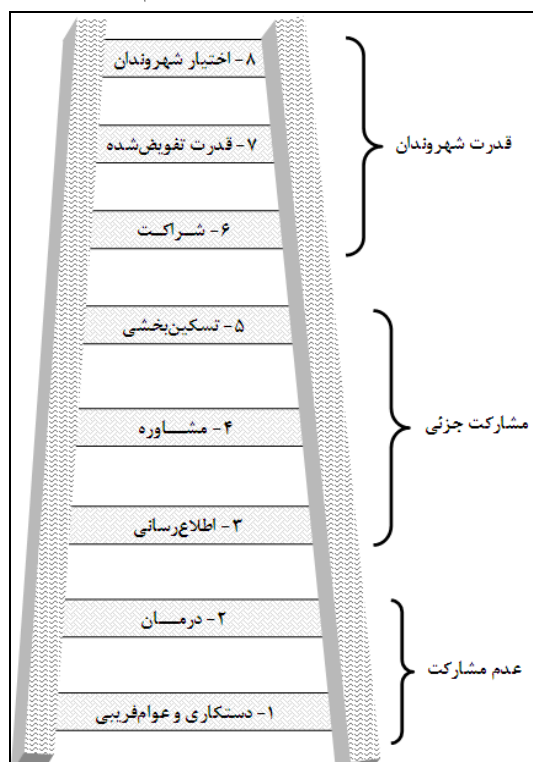 ۸- اختیار شهروندان
۷- قدرت تفویض‌شده
۶- شــراکــت
قدرت شهروندان
۵- تسکین‌بخشی
۴- مشـــاوره
۳- اطلاع‌رسانی
مشارکت جزئی
۲- درمـــان
۱- دستکاری و عوام‌فریبی
عدم مشارکت